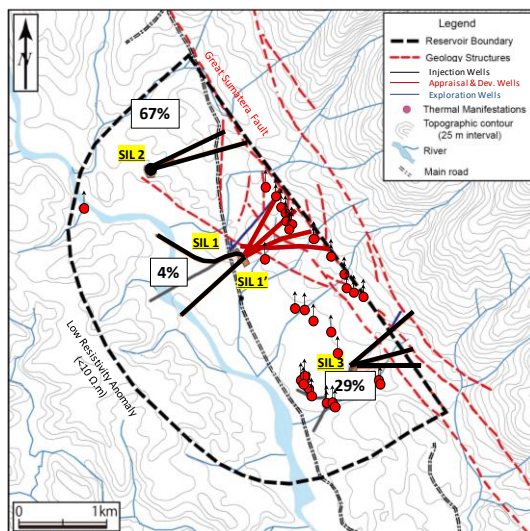 N
Legend
Reservoir Boundary
Geology Structures
Injection Wells
Appraisal & Dev. Wells
Exploration Wells
Thermal Manifestations
Topographic contour
(25 m interval)
River
Main road
Great Sumatera Fault
67%
SIL 2
SIL 1
4%
SIL 1’
SIL 3
29%
Low Resistivity Anomaly
(<10 Ω.m)
0
1km